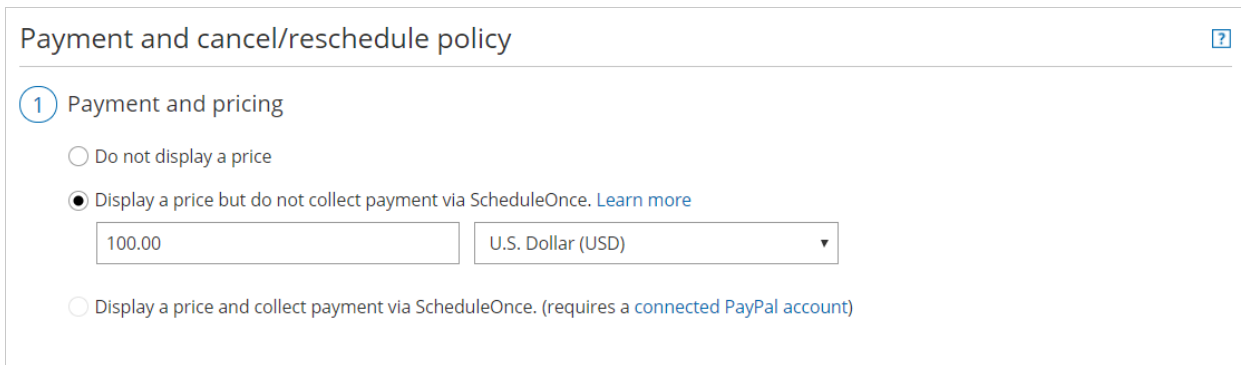 Payment and cancel/reschedule policy
?
1 Payment and pricing
Do not display a price
Display a price but do not collect payment via ScheduleOnce. Learn more
100.00 U.S. Dollar (USD)
Display a price and collect payment via ScheduleOnce. (requires a connected PayPal account)